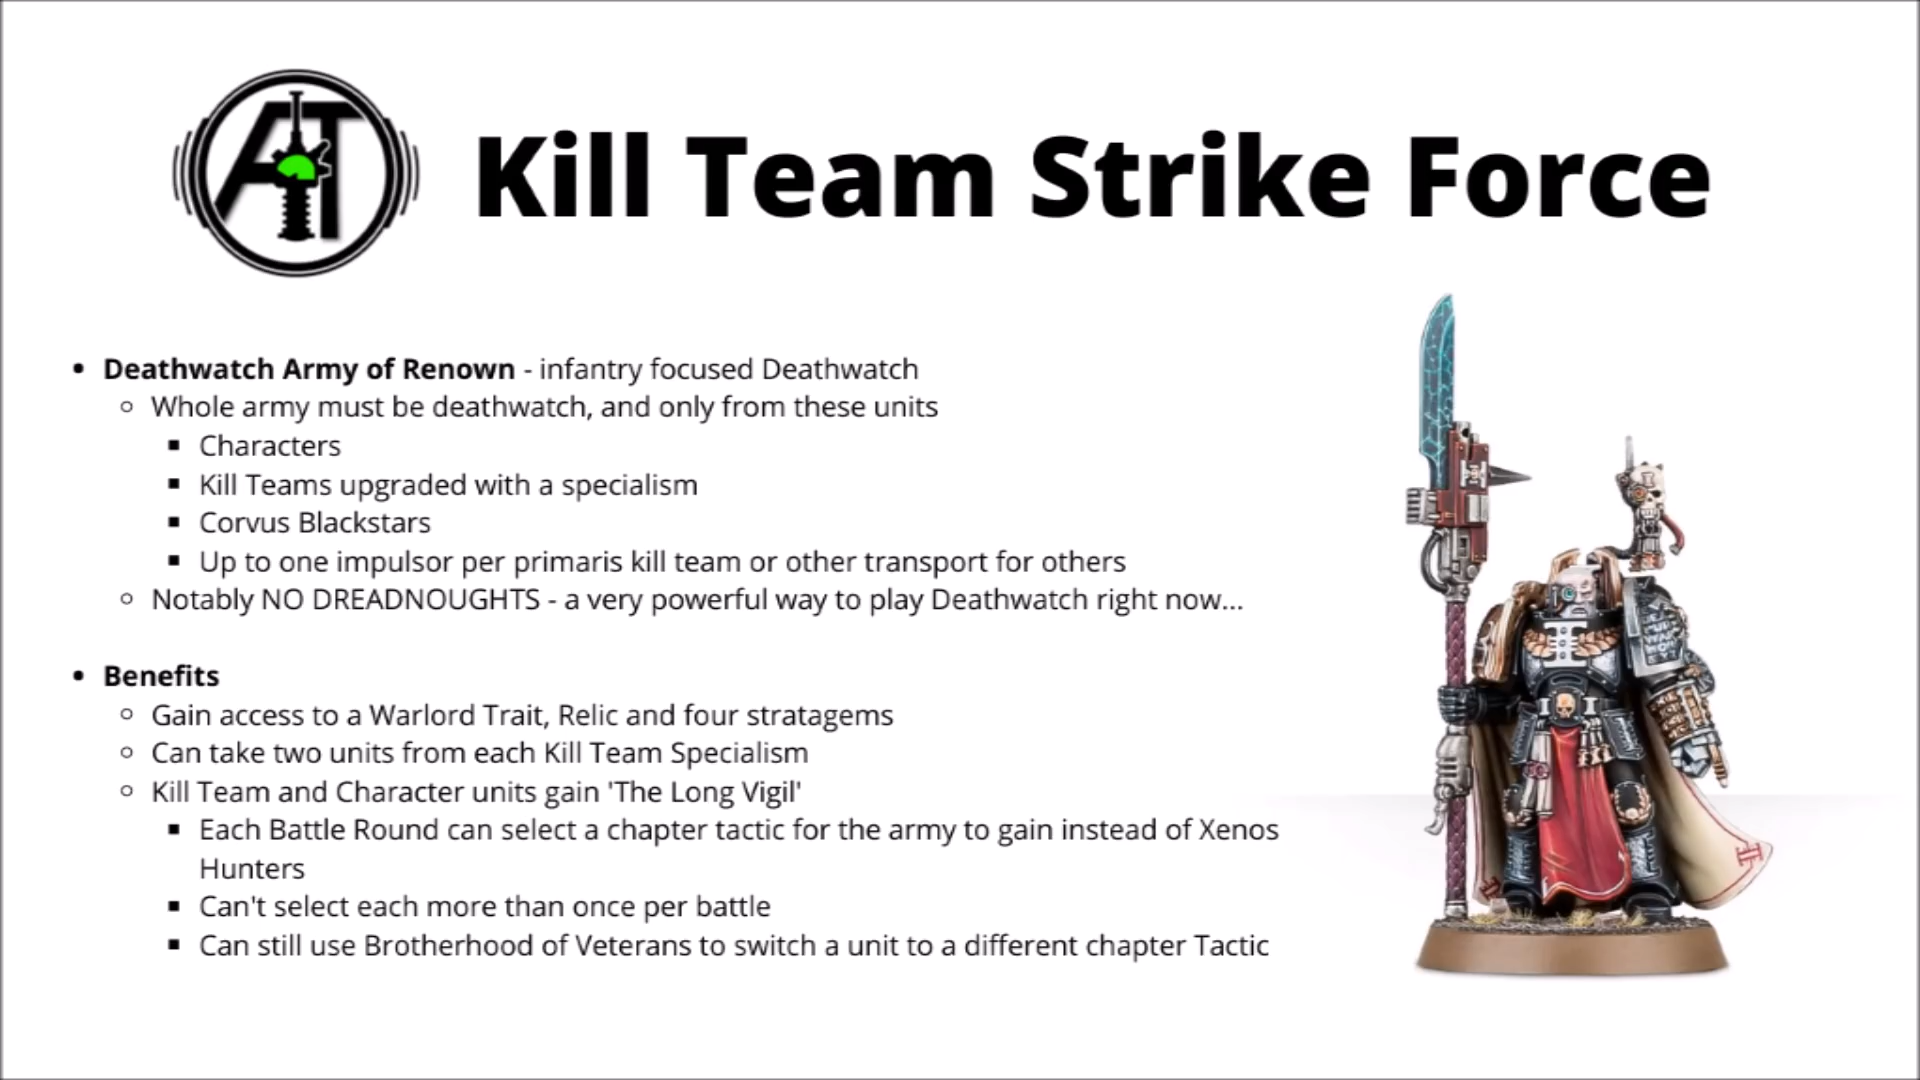 AT
Kill Team Strike Force
• Deathwatch Army of Renown - infantry focused Deathwatch
○ Whole army must be deathwatch, and only from these units
▪ Characters
▪ Kill Teams upgraded with a specialism
▪ Corvus Blackstars
▪ Up to one impulsor per primaris kill team or other transport for others
○ Notably NO DREADNOUGHTS - a very powerful way to play Deathwatch right now...
• Benefits
○ Gain access to a Warlord Trait, Relic and four stratagems
○ Can take two units from each Kill Team Specialism
○ Kill Team and Character units gain 'The Long Vigil'
▪ Each Battle Round can select a chapter tactic for the army to gain instead of Xenos
Hunters
▪ Can't select each more than once per battle
▪ Can still use Brotherhood of Veterans to switch a unit to a different chapter Tactic